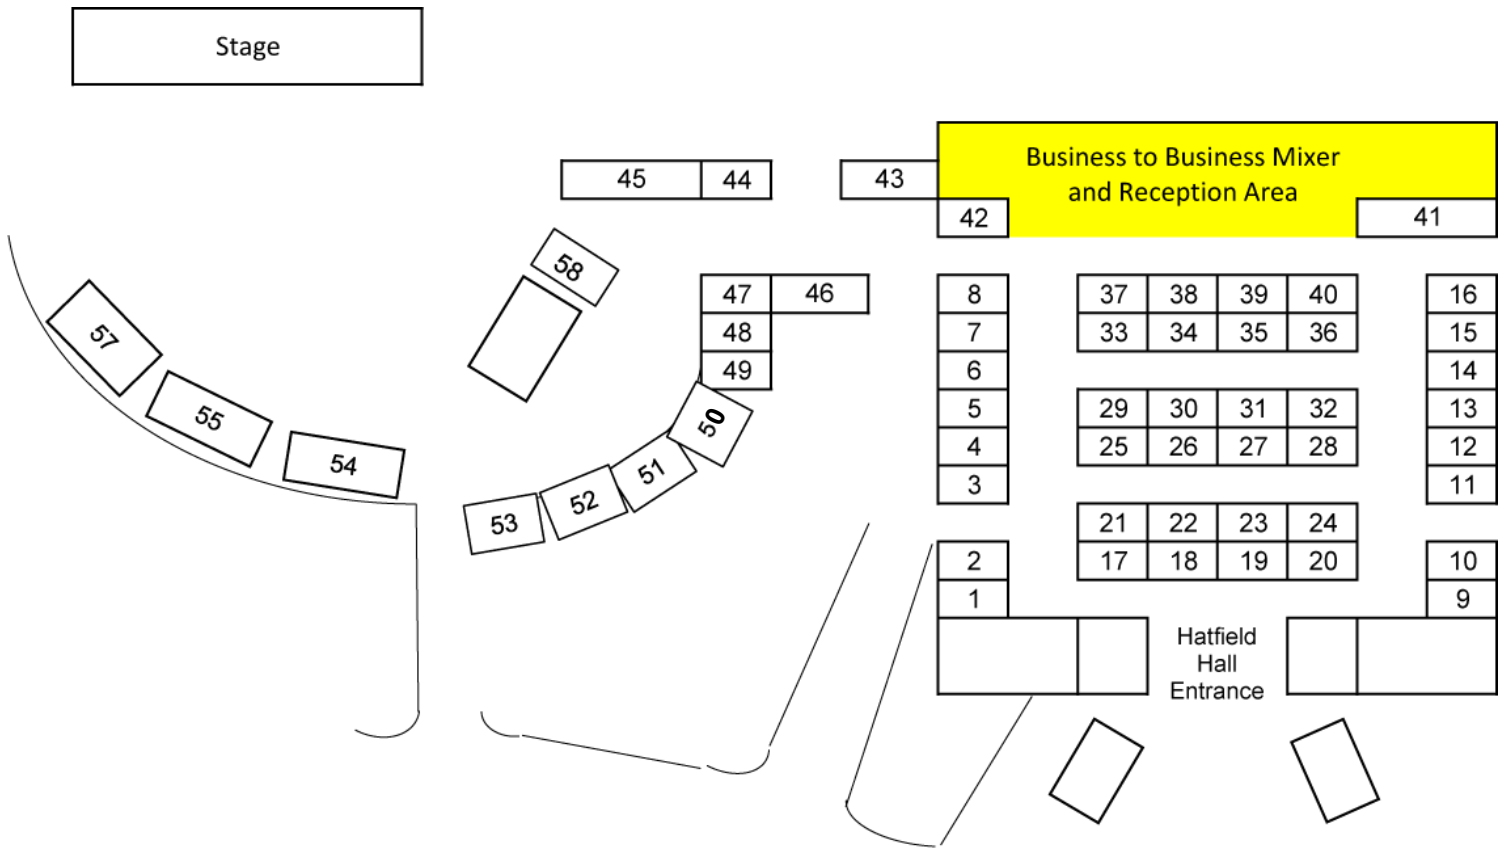 Stage
Business to Business Mixer
and Reception Area
45 44 43
42 41
58
47 46 8 37 38 39 40 16
57 48 7 33 34 35 36 15
49 6 14
55 50 5 29 30 31 32 13
4 25 26 27 28 12
54 51 3 11
53 52 21 22 23 24
2 17 18 19 20 10
1 9
Hatfield
Hall
Entrance